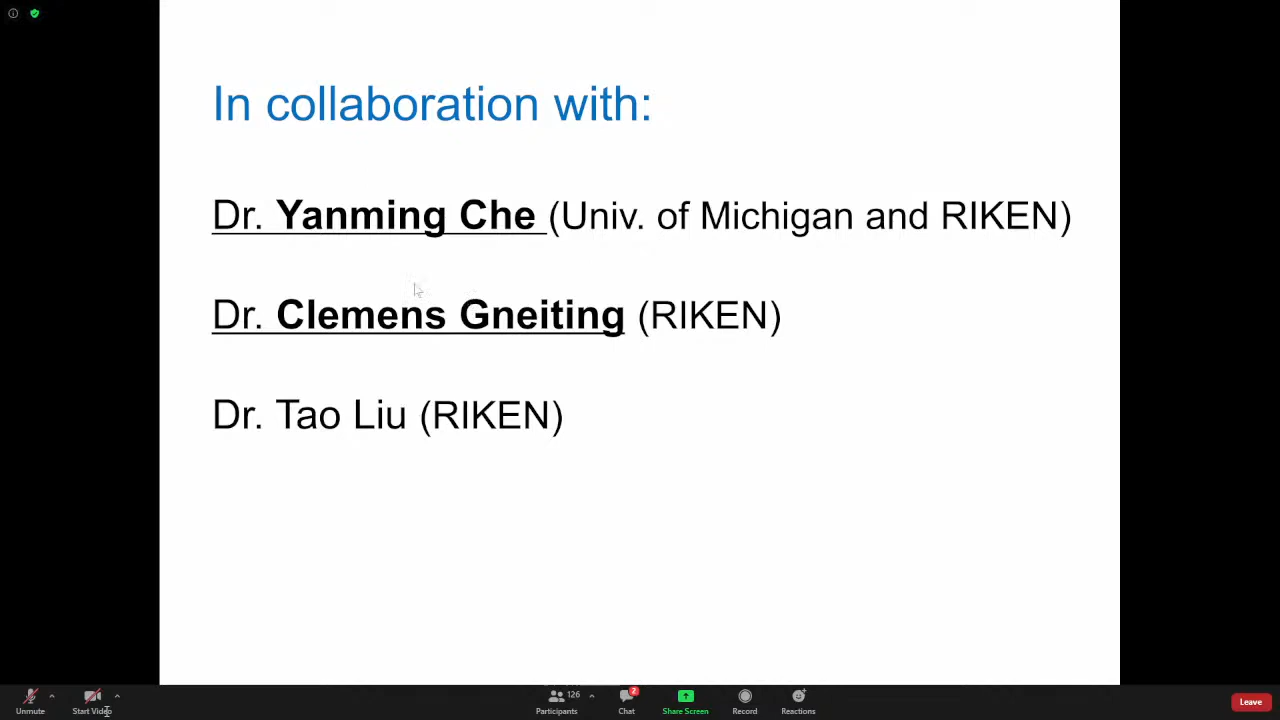 In collaboration with:
Dr. Yanming Che (Univ. of Michigan and RIKEN)
Dr. Clemens Gneiting (RIKEN)
Dr. Tao Liu (RIKEN)
126
2
Unmute
Start Video
Participants
Chat
Share Screen
Record
Reactions
Leave